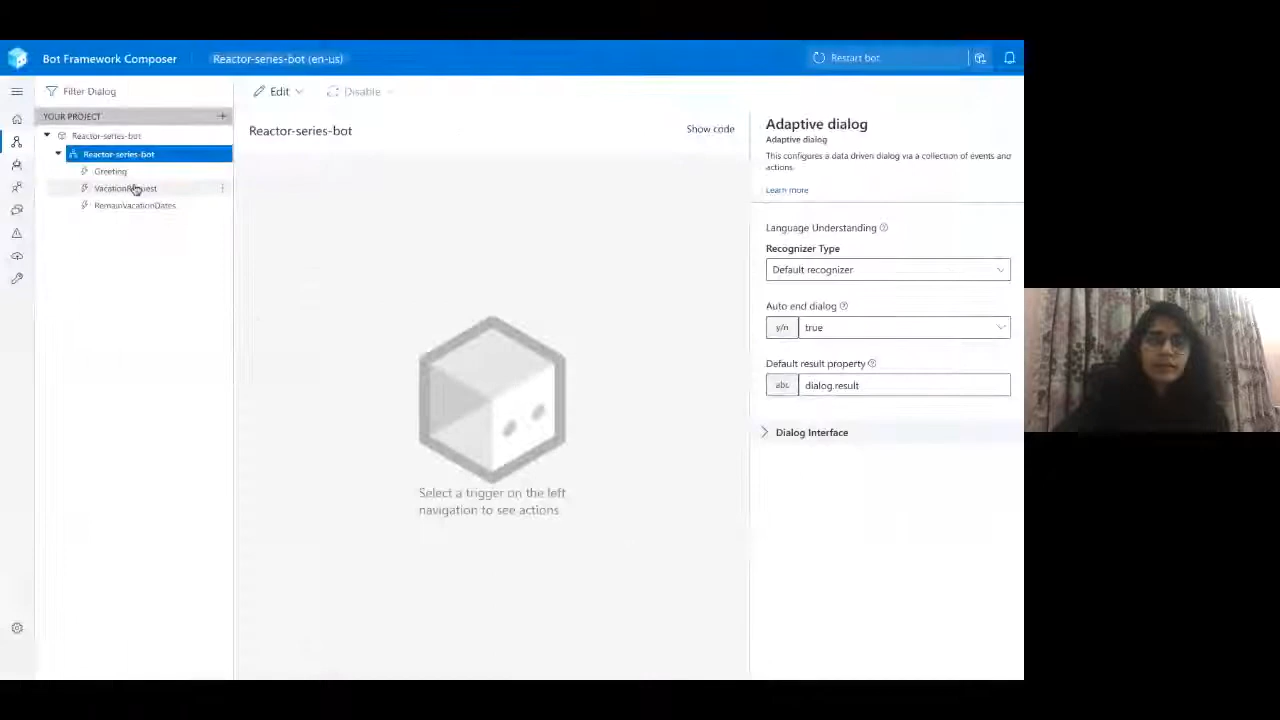 Bot Framework Composer
Reactor-series-bot (en-us)
Restart bot
Filter Dialog
Edit
Disable
YOUR PROJECT
Reactor-series-bot
Reactor-series-bot
Greeting
VacationRequest
RemainVacationDates
Reactor-series-bot
Show code
Select a trigger on the left
navigation to see actions
Adaptive dialog
Adaptive dialog
This configures a data driven dialog via a collection of events and
actions.
Learn more
Language Understanding
Recognizer Type
Default recognizer
Auto end dialog
y/n
true
Default result property
abc
dialog.result
Dialog Interface